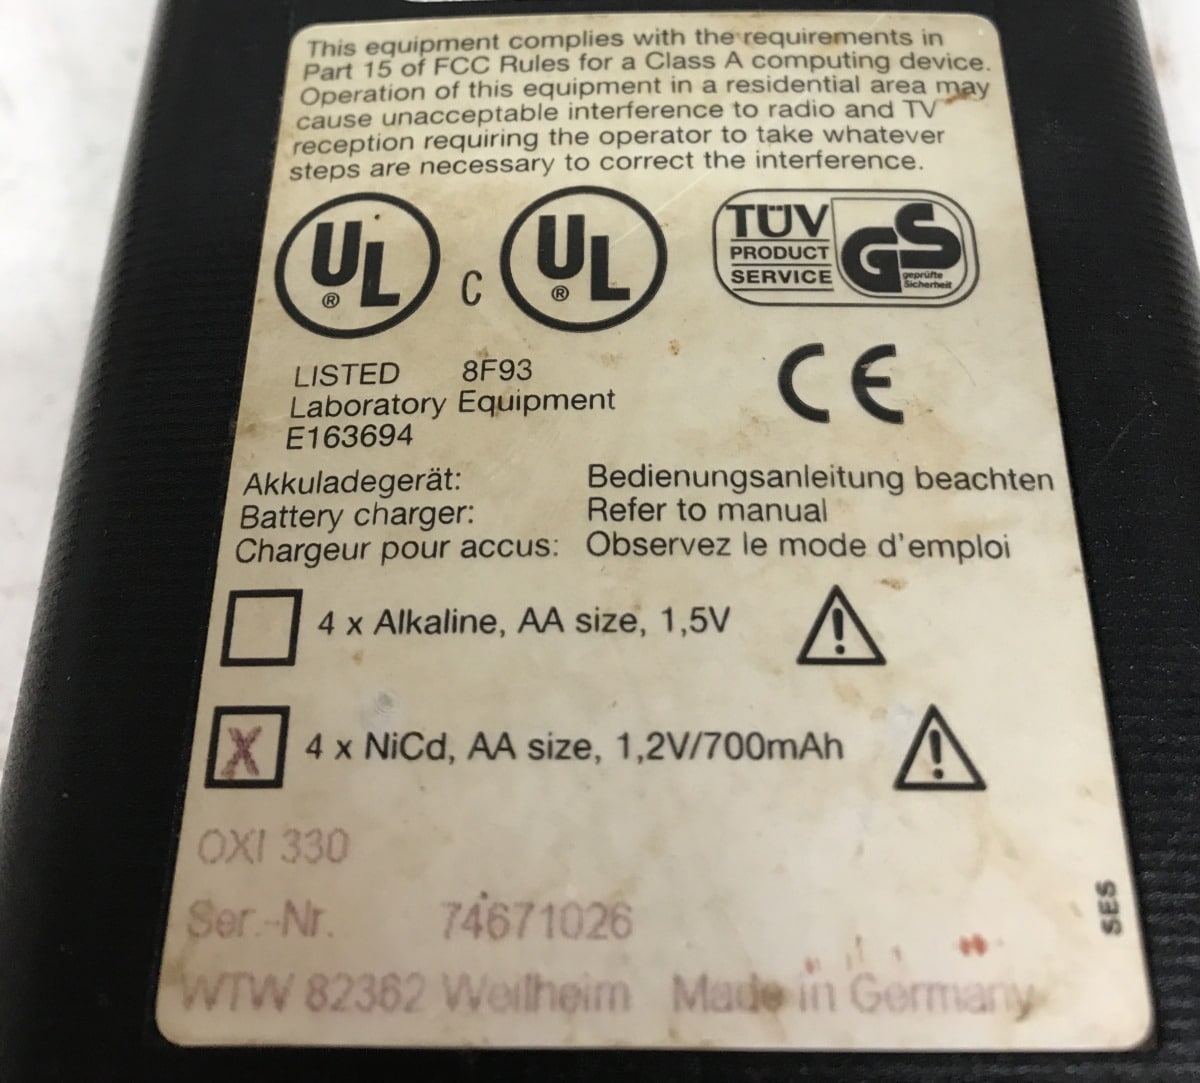 This equipment complies with the requirements in
Part 15 of FCC Rules for a Class A computing device.
Operation of this equipment in a residential area may
cause unacceptable interference to radio and TV
reception requiring the operator to take whatever
steps are necessary to correct the interference.
UL ® C UL ®
TÜV
PRODUCT
SERVICE
GS
geprüfte
Sicherheit
LISTED 8F93
Laboratory Equipment
E163694
CE
Akkuladegerät: Bedienungsanleitung beachten
Battery charger: Refer to manual
Chargeur pour accus: Observez le mode d'emploi
4 x Alkaline, AA size, 1,5V
X 4 x NiCd, AA size, 1,2V/700mAh
OXI 330
Ser.-Nr. 74671026
WTW 82362 Weilheim Made in Germany
SES